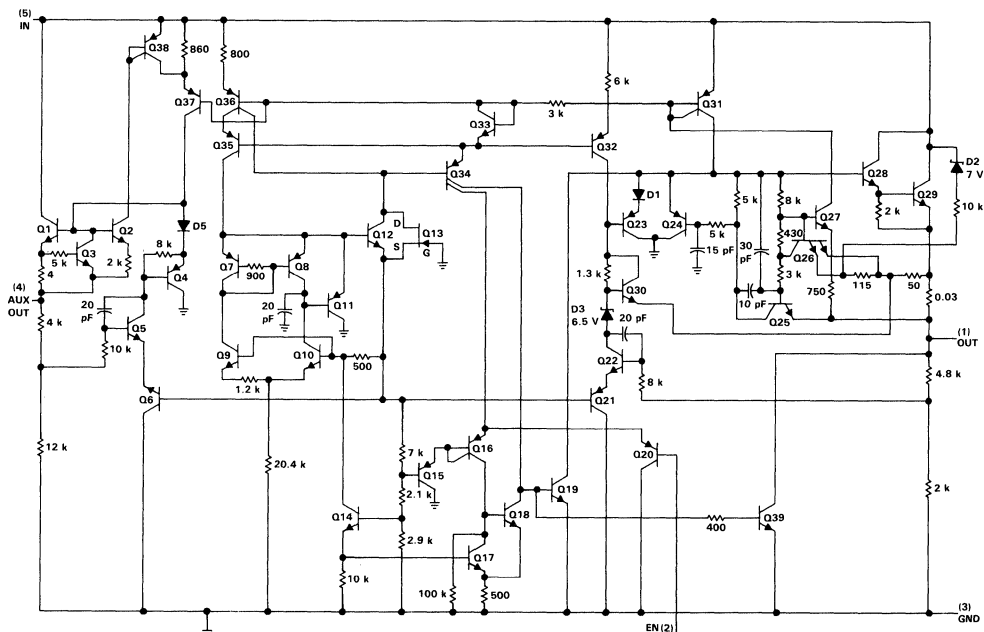 (5)
IN
Q38
860
800
6 k
Q37
Q36
Q33
3 k
Q31
Q35
Q32
Q34
Q28
D2
7 V
Q29
D1
8 k
Q27
2 k
10 k
Q1
Q2
D5
Q12
D
S
Q13
G
Q23
Q24
5 k
5 k
15 pF
30
pF
430
Q26
3 k
Q3
5 k
2 k
4
8 k
Q4
Q7
900
Q8
1.3 k
Q30
10 pF
750
115
50
(4)
AUX
OUT
20
pF
4 k
Q5
10 k
20
pF
Q11
D3
6.5 V
20 pF
Q25
0.03
(1)
OUT
Q9
Q10
500
1.2 k
Q22
8 k
4.8 k
Q6
Q21
12 k
20.4 k
7 k
Q15
Q16
Q20
2.1 k
Q14
Q18
Q19
2 k
2.9 k
400
Q39
Q17
10 k
100 k
500
(3)
GND
EN(2)